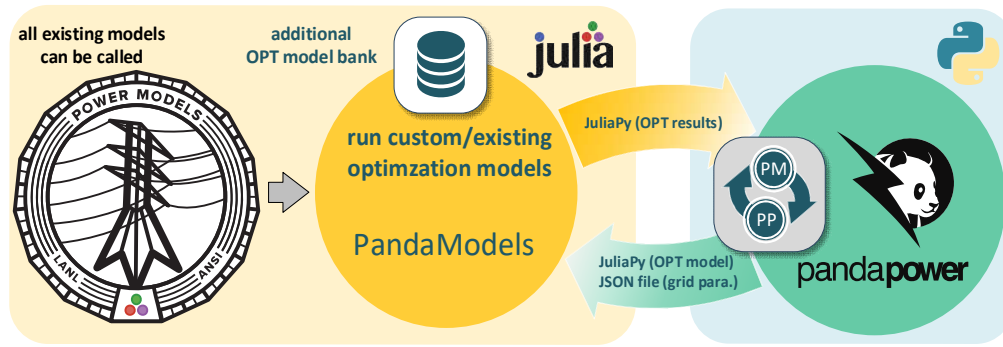 all existing models
can be called
POWER MODELS
LANL
ANSI
additional
OPT model bank
julia
run custom/existing
optimzation models
PandaModels
JuliaPy (OPT results)
PM
PP
JuliaPy (OPT model)
JSON file (grid para.)
pandapower